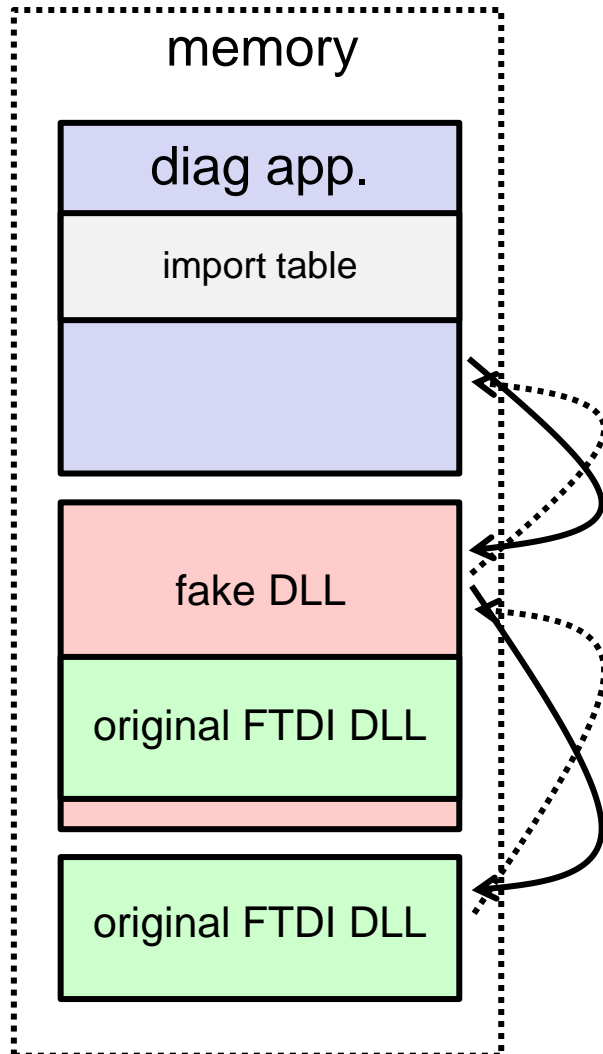 memory
diag app.
import table
fake DLL
original FTDI DLL
original FTDI DLL